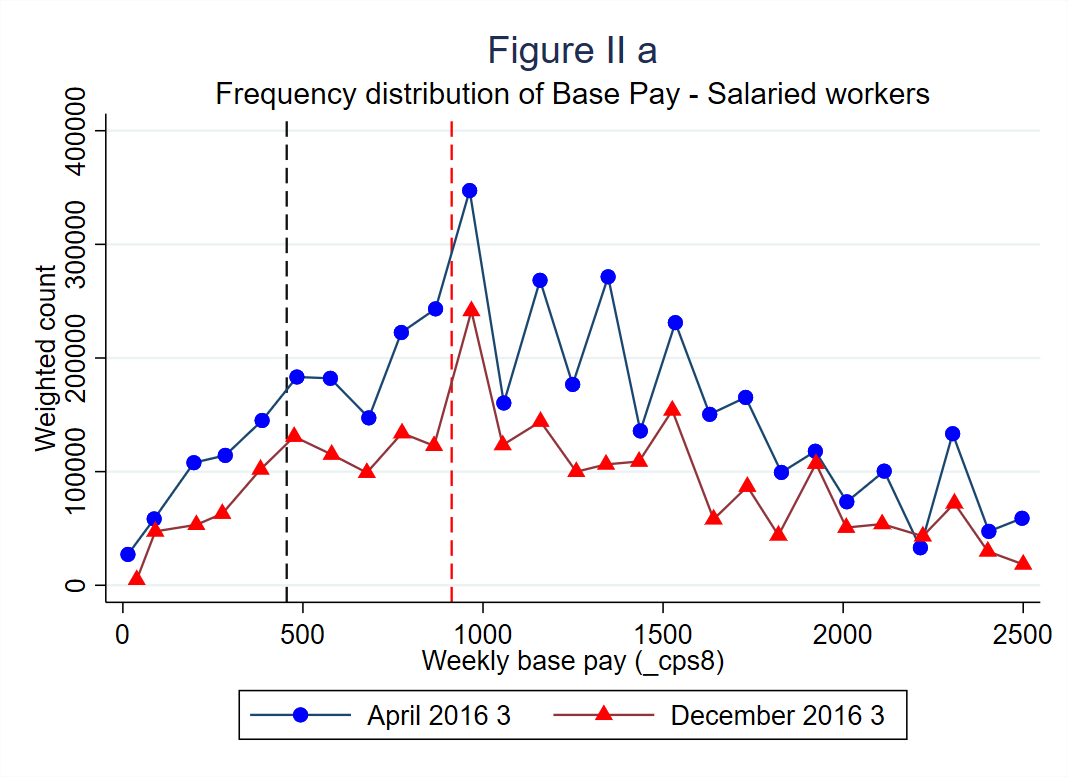 Figure II a
Frequency distribution of Base Pay - Salaried workers
Weighted count
400000
300000
200000
100000
0
0 500 1000 1500 2000 2500
Weekly base pay (_cps8)
April 2016 3 December 2016 3